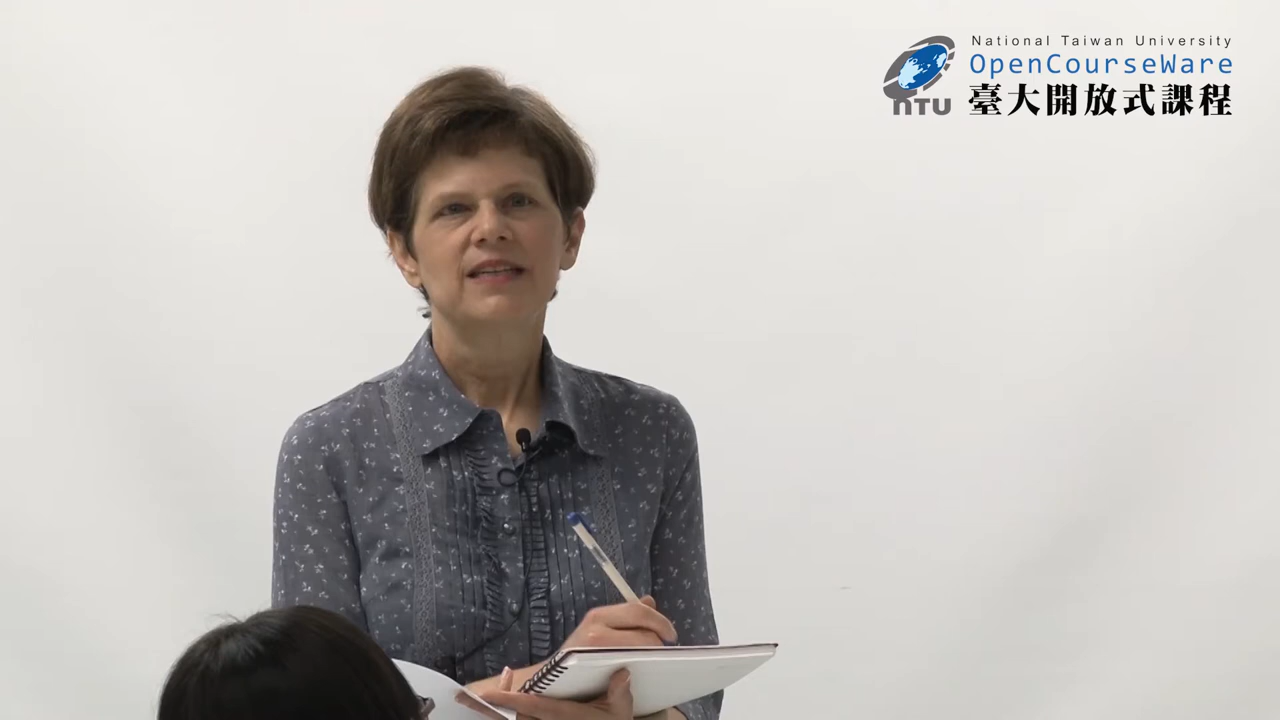 National Taiwan University
OpenCourseWare
NTU
臺大開放式課程